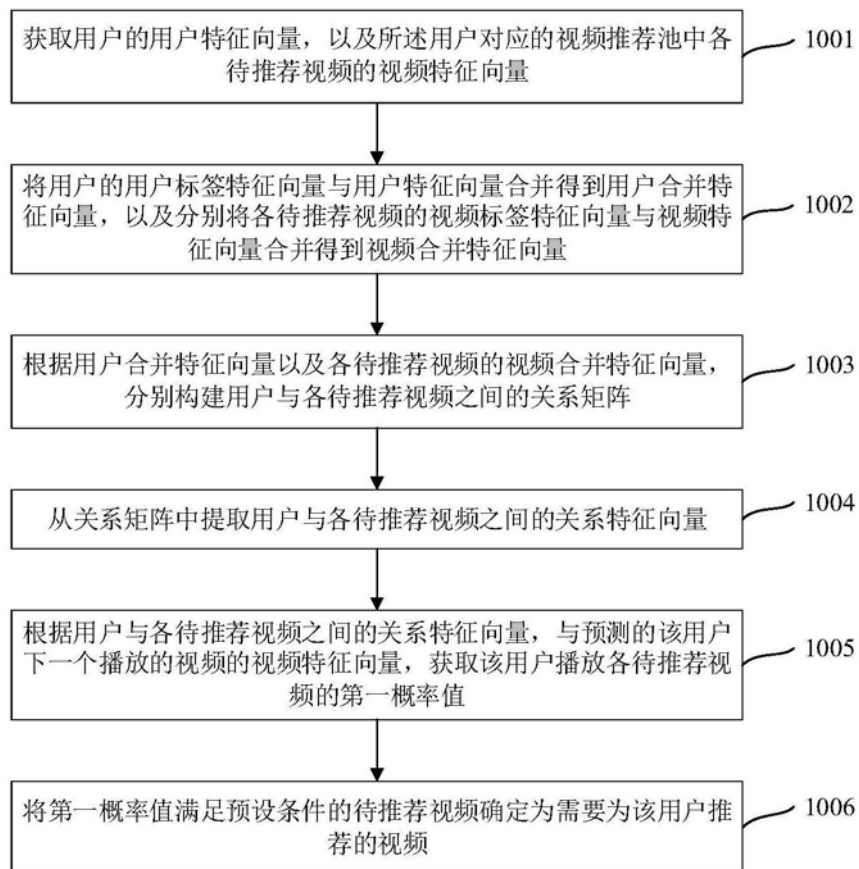 获取用户的用户特征向量，以及所述用户对应的视频推荐池中各
待推荐视频的视频特征向量
1001
将用户的用户标签特征向量与用户特征向量合并得到用户合并特
征向量，以及分别将各待推荐视频的视频标签特征向量与视频特
征向量合并得到视频合并特征向量
1002
根据用户合并特征向量以及各待推荐视频的视频合并特征向量，
分别构建用户与各待推荐视频之间的关系矩阵
1003
从关系矩阵中提取用户与各待推荐视频之间的关系特征向量
1004
根据用户与各待推荐视频之间的关系特征向量，与预测的该用户
下一个播放的视频的视频特征向量，获取该用户播放各待推荐视
频的第一概率值
1005
将第一概率值满足预设条件的待推荐视频确定为需要为该用户推
荐的视频
1006